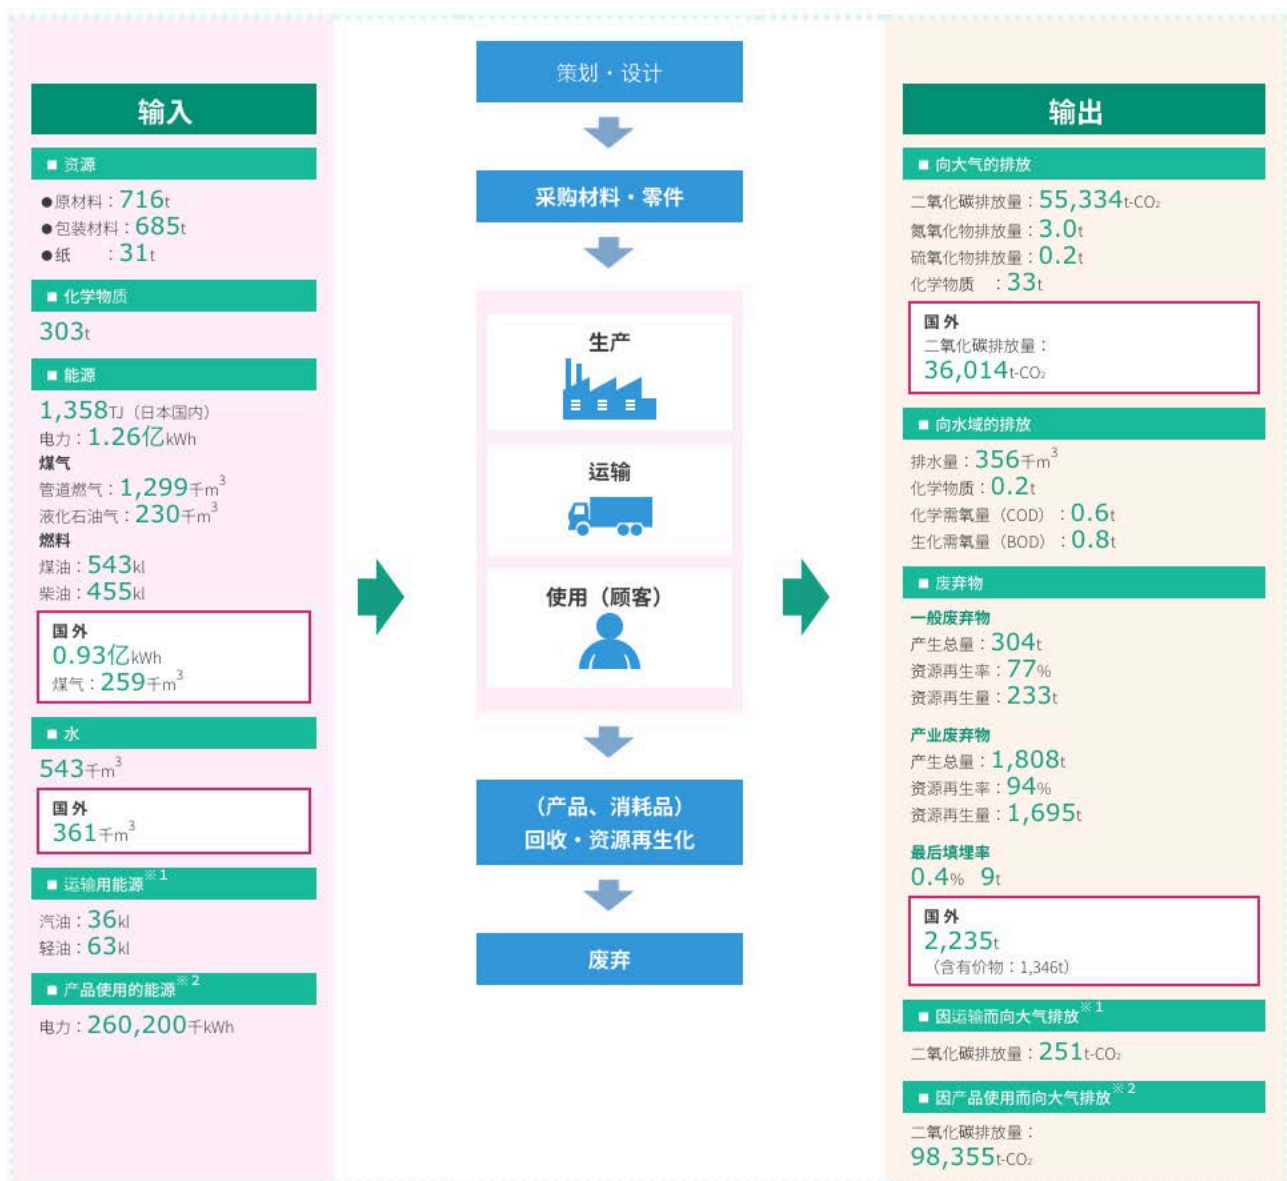 输入
■ 资源
●原材料：716t
●包装材料：685t
●纸　　：31t
■ 化学物质
303t
■ 能源
1,358TJ（日本国内）
电力：1.26亿kWh
煤气
管道燃气：1,299千m³
液化石油气：230千m³
燃料
煤油：543kl
柴油：455kl
国外
0.93亿kWh
煤气：259千m³
■ 水
543千m³
国外
361千m³
■ 运输用能源※1
汽油：36kl
轻油：63kl
■ 产品使用的能源※2
电力：260,200千kWh
策划・设计
采购材料・零件
生产
运输
使用（顾客）
（产品、消耗品）
回收・资源再生化
废弃
输出
■ 向大气的排放
二氧化碳排放量：55,334t-CO₂
氮氧化物排放量：3.0t
硫氧化物排放量：0.2t
化学物质　：33t
国外
二氧化碳排放量：
36,014t-CO₂
■ 向水域的排放
排水量：356千m³
化学物质：0.2t
化学需氧量（COD）：0.6t
生化需氧量（BOD）：0.8t
■ 废弃物
一般废弃物
产生总量：304t
资源再生率：77%
资源再生量：233t
产业废弃物
产生总量：1,808t
资源再生率：94%
资源再生量：1,695t
最后填埋率
0.4%　9t
国外
2,235t
（含有价物：1,346t）
■ 因运输而向大气排放※1
二氧化碳排放量：251t-CO₂
■ 因产品使用而向大气排放※2
二氧化碳排放量：
98,355t-CO₂